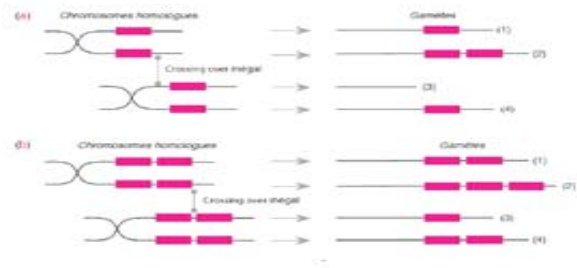 (a) Chromosomes homologues Gamètes
(1)
(2)
Crossing over inégal
(3)
(4)
(b) Chromosomes homologues Gamètes
(1)
(2)
Crossing over inégal
(3)
(4)